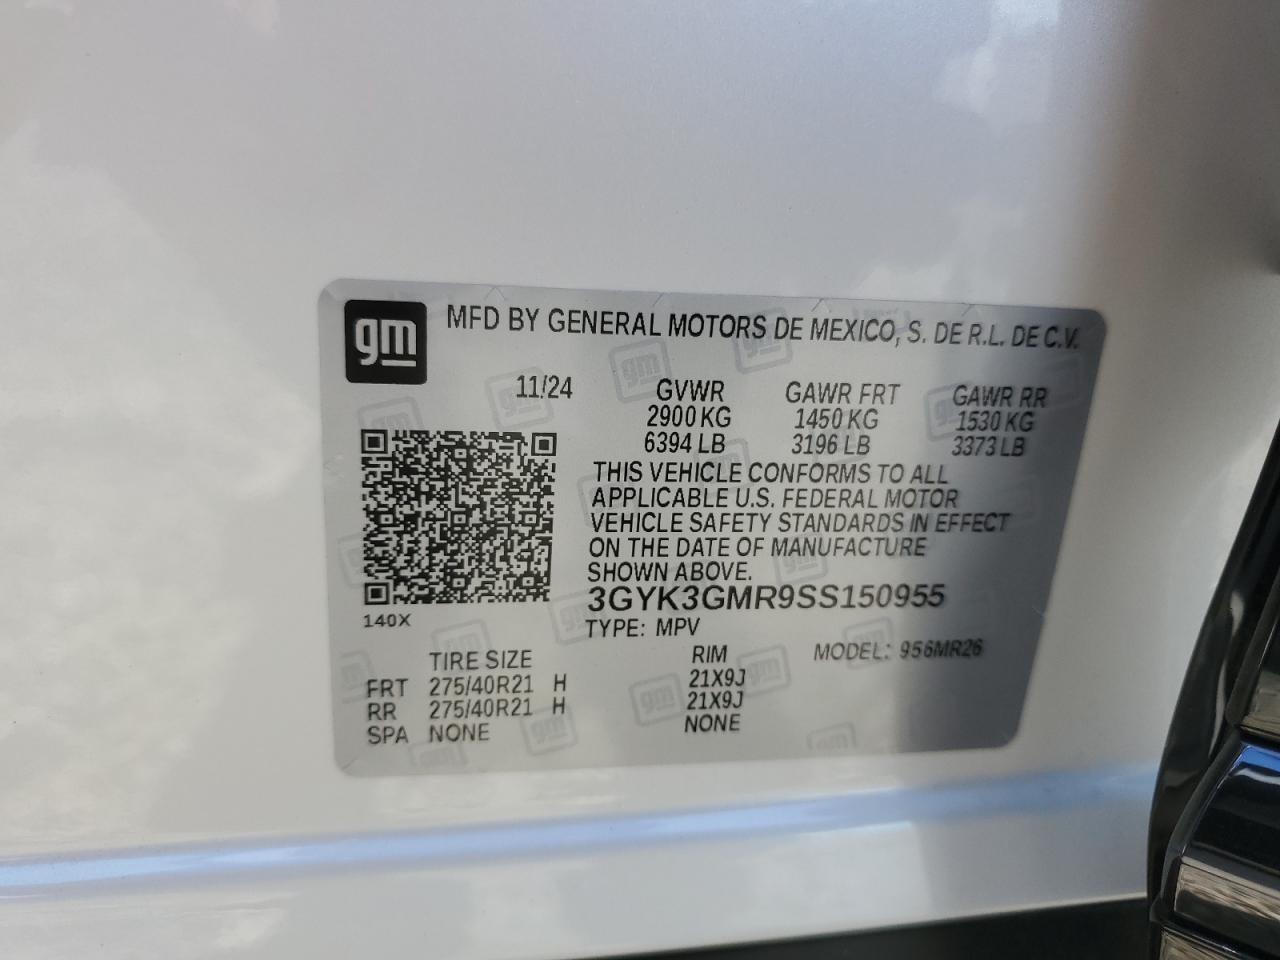 gm MFD BY GENERAL MOTORS DE MEXICO, S. DE R.L. DE C.V.
11/24 GVWR GAWR FRT GAWR RR
2900 KG 1450 KG 1530 KG
6394 LB 3196 LB 3373 LB
THIS VEHICLE CONFORMS TO ALL
APPLICABLE U.S. FEDERAL MOTOR
VEHICLE SAFETY STANDARDS IN EFFECT
ON THE DATE OF MANUFACTURE
SHOWN ABOVE.
3GYK3GMR9SS150955
140X
TYPE: MPV
TIRE SIZE RIM MODEL: 956MR26
FRT 275/40R21 H 21X9J
RR 275/40R21 H 21X9J
SPA NONE NONE